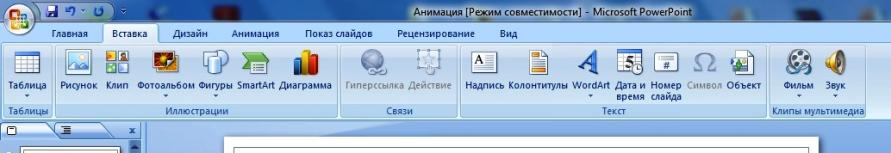 Анимация [Режим совместимости] - Microsoft PowerPoint
Главная Вставка Дизайн Анимация Показ слайдов Рецензирование Вид
Таблица Рисунок Клип Фотоальбом Фигуры SmartArt Диаграмма Гиперссылка Действие Надпись Колонтитулы WordArt Дата и время Номер слайда Символ Объект Фильм Звук
Таблицы Иллюстрации Связи Текст Клипы мультимедиа